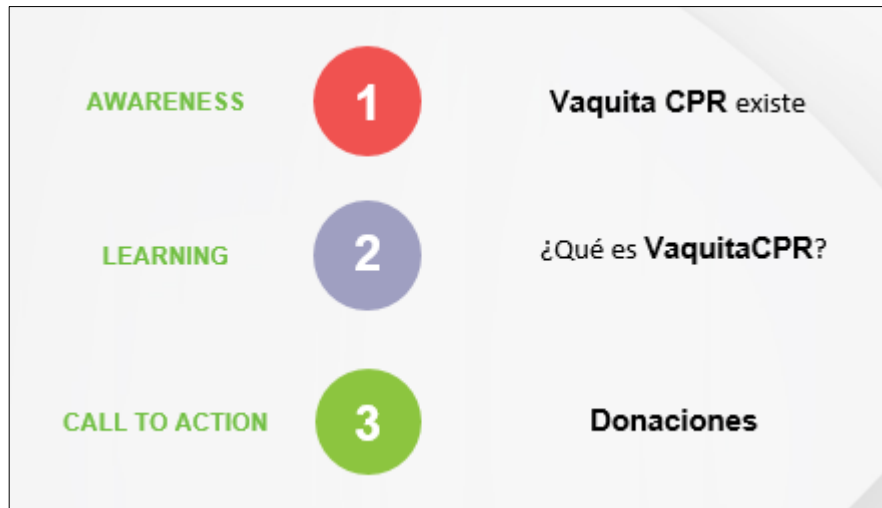 AWARENESS 1 Vaquita CPR existe
LEARNING 2 ¿Qué es VaquitaCPR?
CALL TO ACTION 3 Donaciones